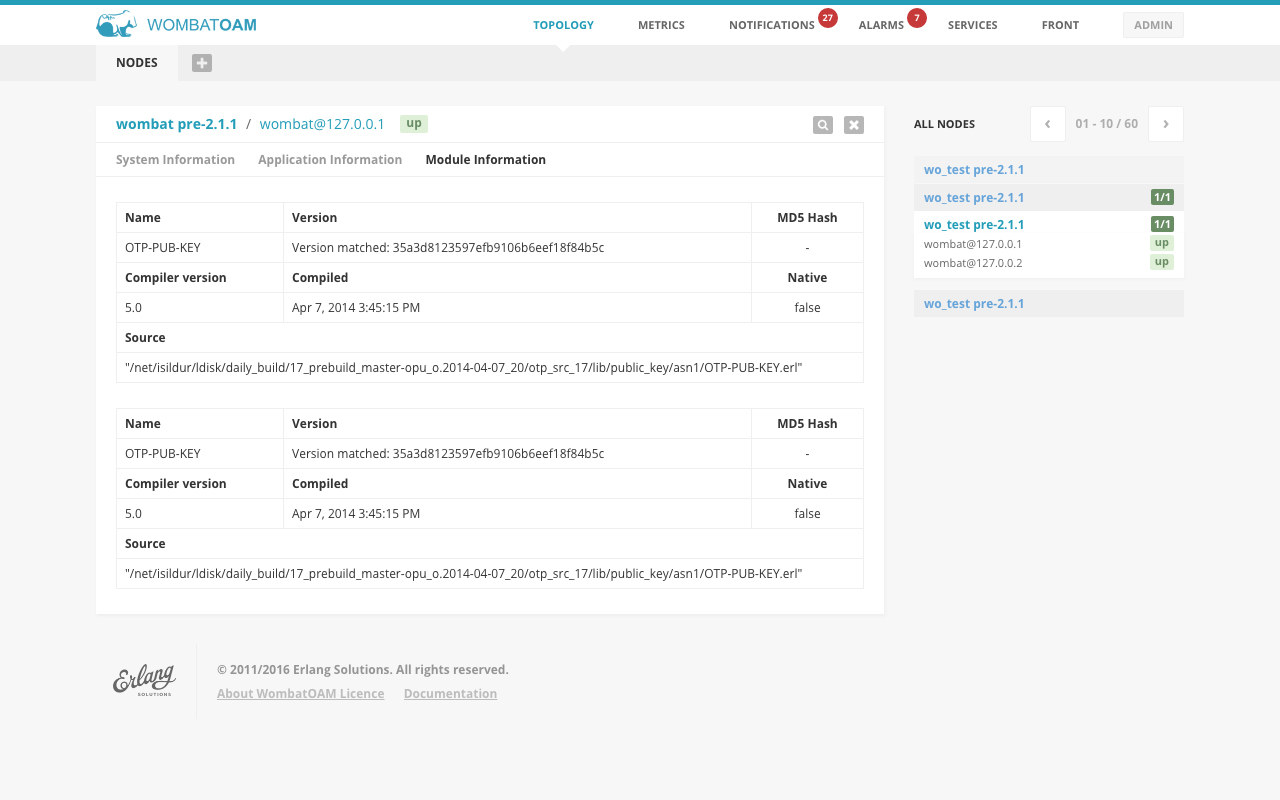 WOMBATOAM
TOPOLOGY METRICS NOTIFICATIONS 27 ALARMS 7 SERVICES FRONT ADMIN
NODES
wombat pre-2.1.1 / wombat@127.0.0.1 up
System Information Application Information Module Information
Name Version MD5 Hash
OTP-PUB-KEY Version matched: 35a3d8123597efb9106b6eef18f84b5c -
Compiler version Compiled Native
5.0 Apr 7, 2014 3:45:15 PM false
Source
"/net/isildur/ldisk/daily_build/17_prebuild_master-opu_o.2014-04-07_20/otp_src_17/lib/public_key/asn1/OTP-PUB-KEY.erl"
Name Version MD5 Hash
OTP-PUB-KEY Version matched: 35a3d8123597efb9106b6eef18f84b5c -
Compiler version Compiled Native
5.0 Apr 7, 2014 3:45:15 PM false
Source
"/net/isildur/ldisk/daily_build/17_prebuild_master-opu_o.2014-04-07_20/otp_src_17/lib/public_key/asn1/OTP-PUB-KEY.erl"
ALL NODES ‹ 01 - 10 / 60 ›
wo_test pre-2.1.1
wo_test pre-2.1.1 1/1
wo_test pre-2.1.1 1/1
wombat@127.0.0.1 up
wombat@127.0.0.2 up
wo_test pre-2.1.1
Erlang
SOLUTIONS
© 2011/2016 Erlang Solutions. All rights reserved.
About WombatOAM Licence Documentation